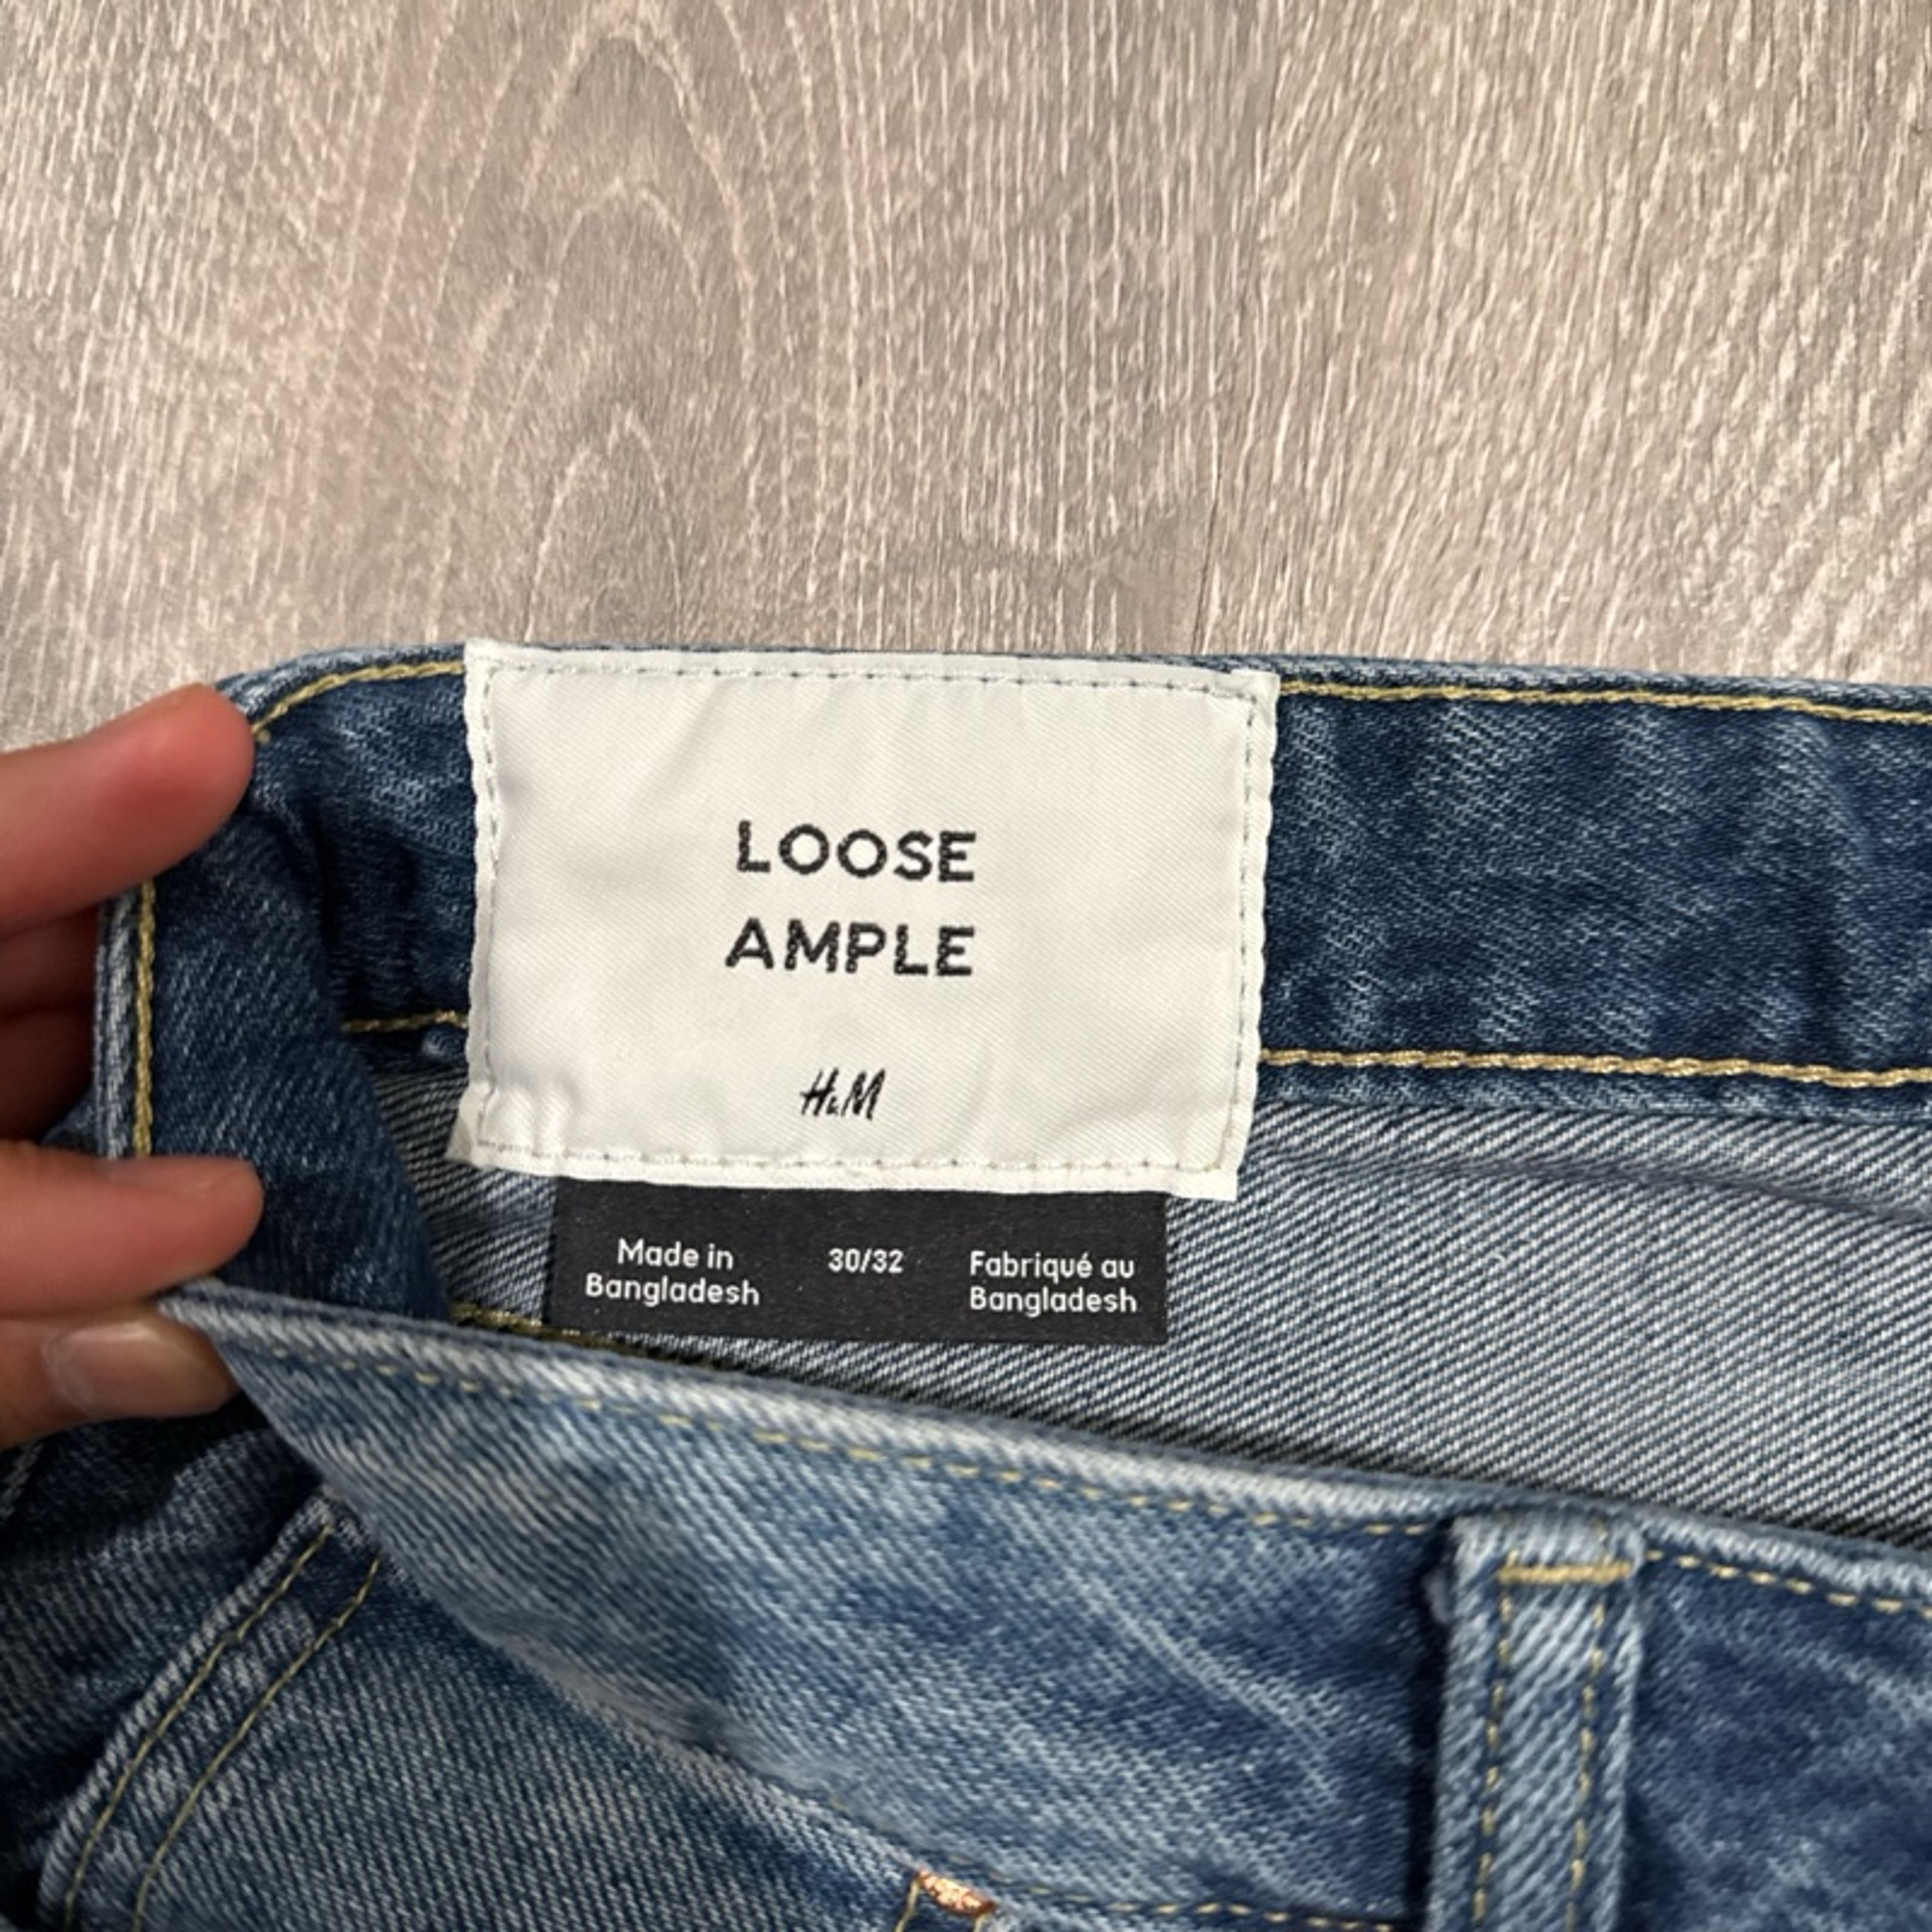 LOOSE
AMPLE
H&M
Made in
Bangladesh
30/32
Fabriqué au
Bangladesh